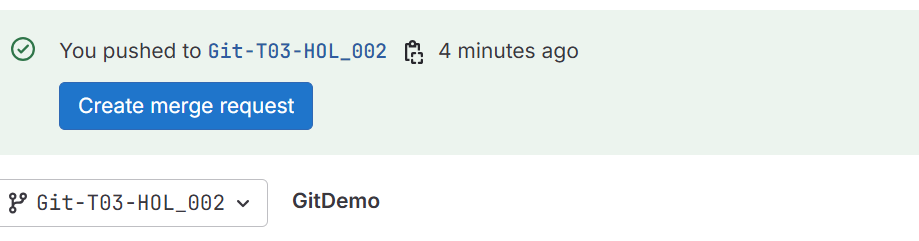 You pushed to Git-T03-HOL_002 4 minutes ago
Create merge request
Git-T03-HOL_002 GitDemo